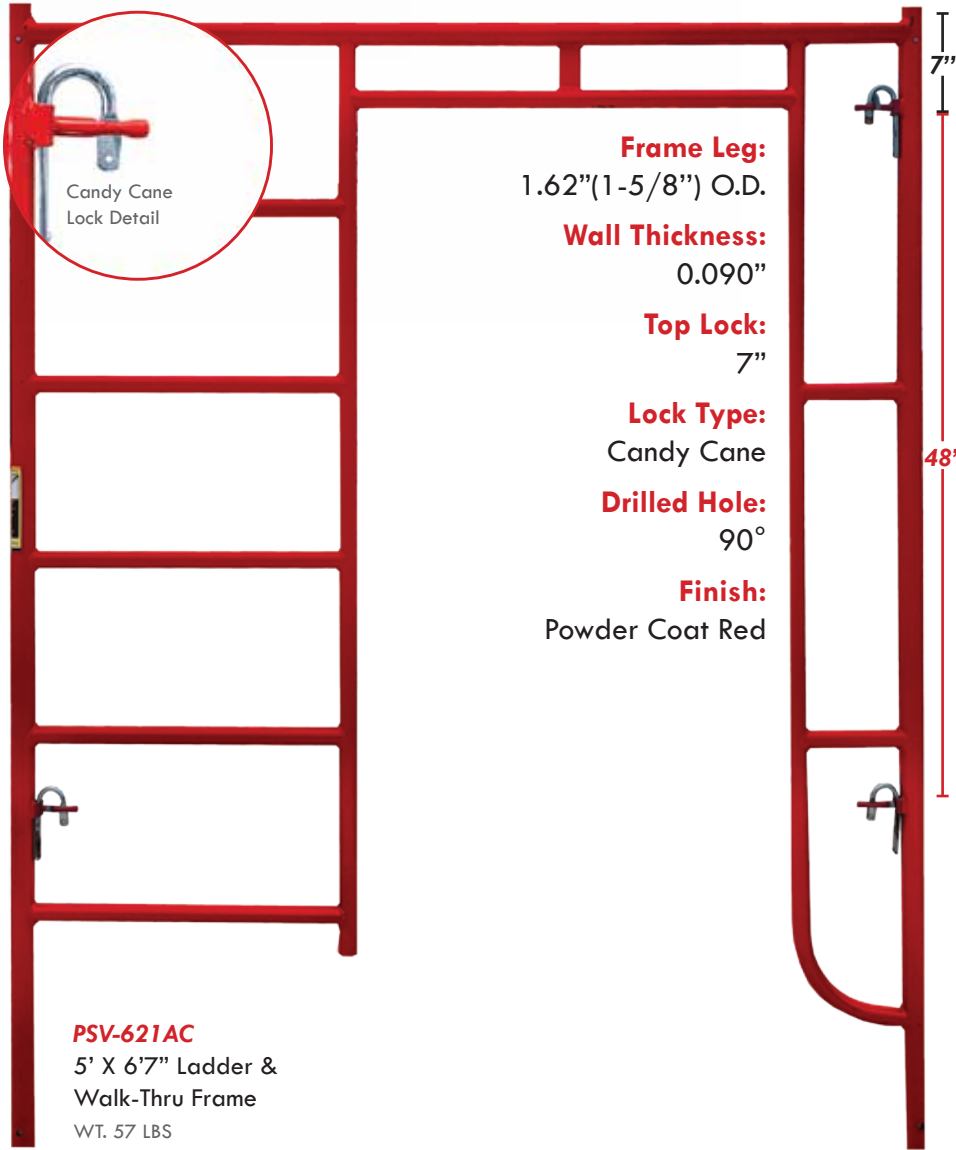 7”
Candy Cane
Lock Detail
Frame Leg:
1.62”(1-5/8’’) O.D.
Wall Thickness:
0.090”
Top Lock:
7”
Lock Type:
Candy Cane
48’
Drilled Hole:
90°
Finish:
Powder Coat Red
PSV-621AC
5’ X 6’7” Ladder &
Walk-Thru Frame
WT. 57 LBS